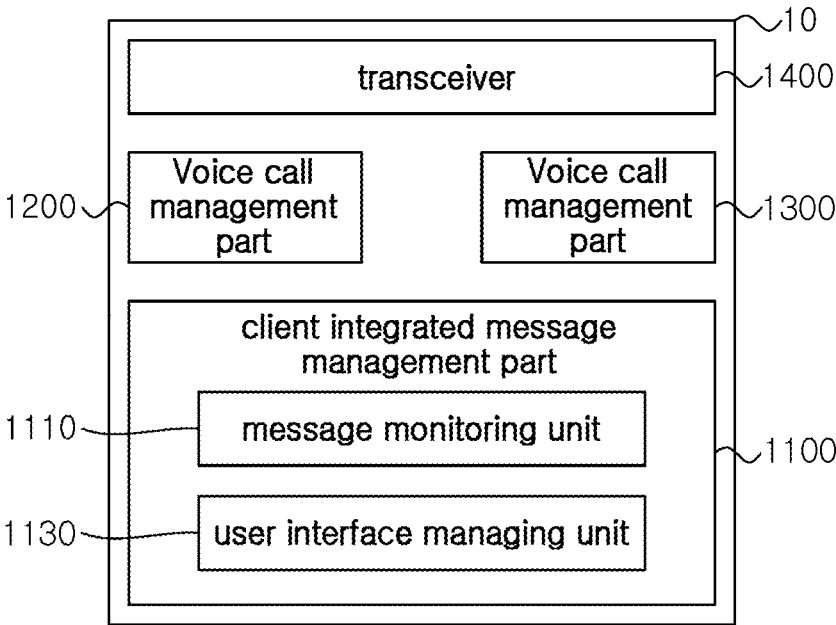 10
transceiver
1400
Voice call
management
part
1200
Voice call
management
part
1300
client integrated message
management part
1110
message monitoring unit
1100
1130
user interface managing unit